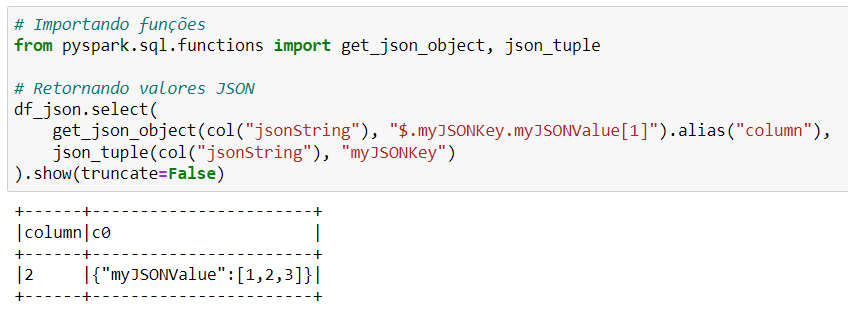 # Importando funções
from pyspark.sql.functions import get_json_object, json_tuple

# Retornando valores JSON
df_json.select(
    get_json_object(col("jsonString"), "$.myJSONKey.myJSONValue[1]").alias("column"),
    json_tuple(col("jsonString"), "myJSONKey")
).show(truncate=False)

+------+-----------------------+
|column|c0                     |
+------+-----------------------+
|2     |{"myJSONValue":[1,2,3]}|
+------+-----------------------+